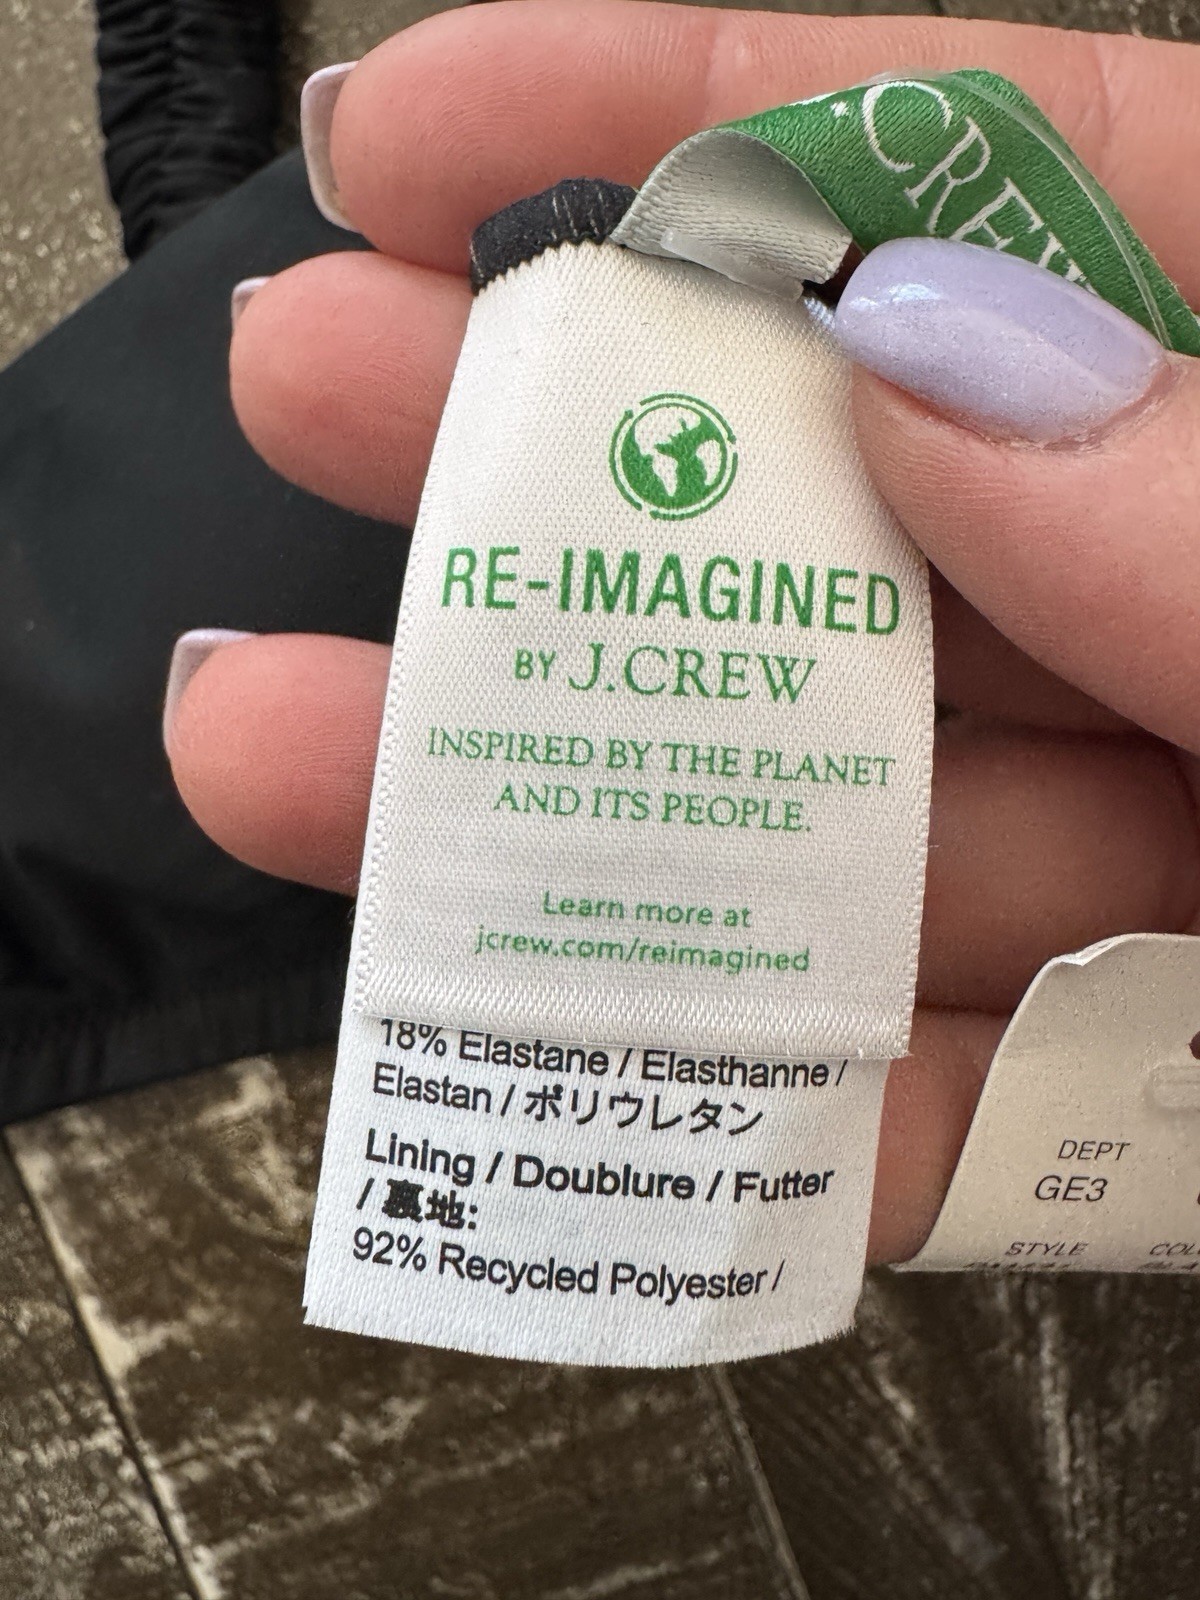 CREW
RE-IMAGINED
BY J.CREW
INSPIRED BY THE PLANET
AND ITS PEOPLE.
Learn more at
jcrew.com/reimagined
18% Elastane / Elasthanne /
Elastan / ポリウレタン
Lining / Doublure / Futter
/ 裏地:
92% Recycled Polyester /
DEPT
GE3
STYLE